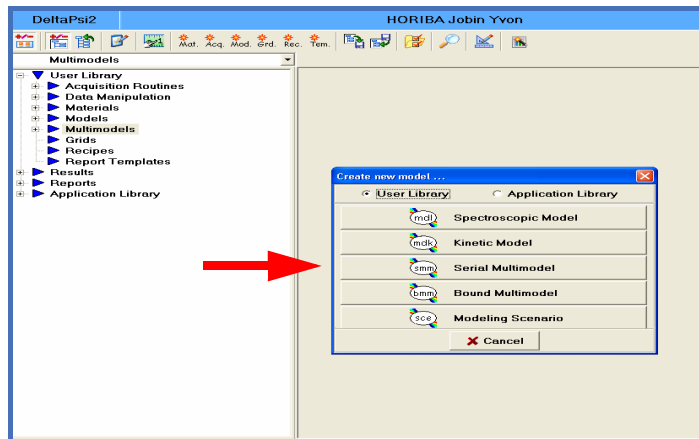 DeltaPsi2 HORIBA Jobin Yvon
Mat. Acq. Mod. Grd. Rec. Tem.
Multimodels
User Library
Acquisition Routines
Data Manipulation
Materials
Models
Multimodels
Grids
Recipes
Report Templates
Results
Reports
Application Library
Create new model ...
User Library Application Library
mdl Spectroscopic Model
mdk Kinetic Model
smm Serial Multimodel
bmm Bound Multimodel
sce Modeling Scenario
Cancel